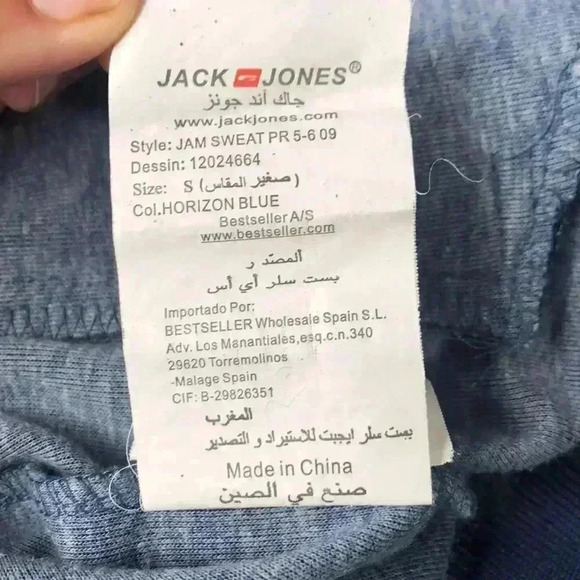 JACK JONES®
جاك أند جونز
www.jackjones.com
Style: JAM SWEAT PR 5-6 09
Dessin: 12024664
Size: S (صغير المقاس)
Col.HORIZON BLUE
Bestseller A/S
www.bestseller.com
المصدر
بست سلر أي أس
Importado Por:
BESTSELLER Wholesale Spain S.L.
Adv. Los Manantiales,esq.c.n.340
29620 Torremolinos
-Malage Spain
CIF: B-29826351
المغرب
بست سلر ايجبت للاستيراد و التصدير
Made in China
صنع في الصين